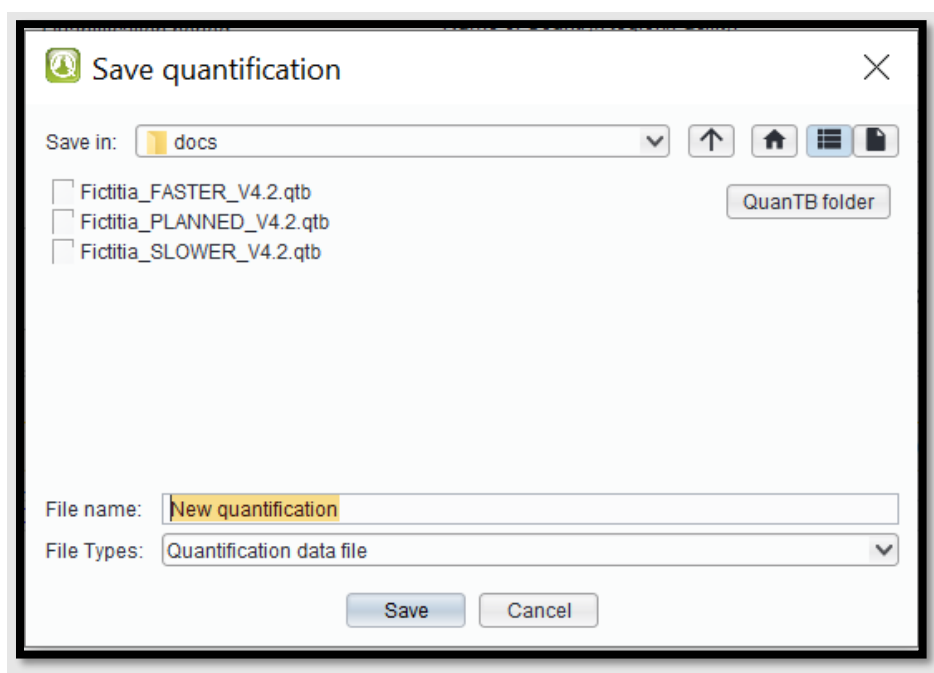 Save quantification
Save in: docs
Fictitia_FASTER_V4.2.qtb
QuanTB folder
Fictitia_PLANNED_V4.2.qtb
Fictitia_SLOWER_V4.2.qtb
File name: New quantification
File Types: Quantification data file
Save Cancel